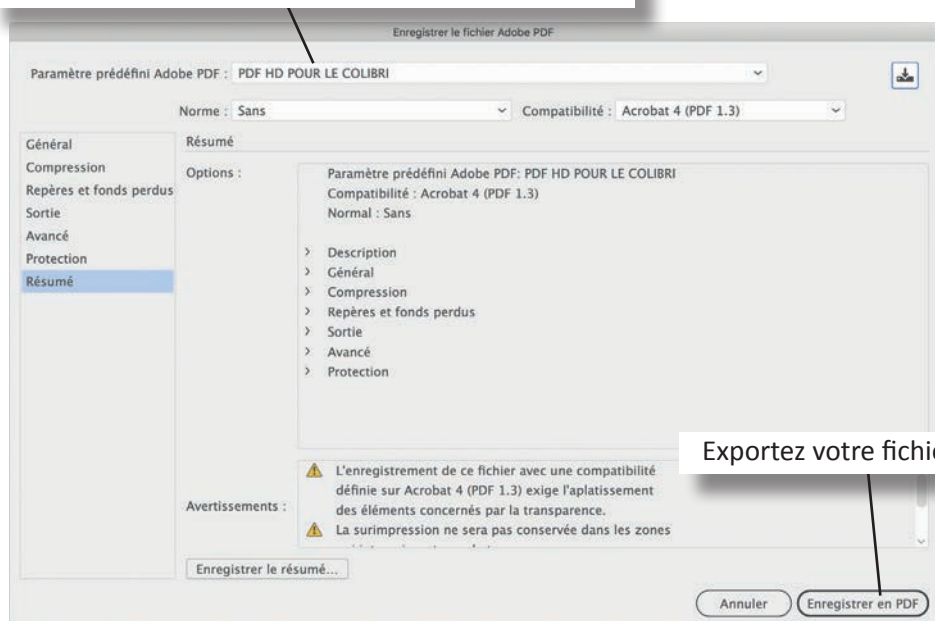 Enregistrer le fichier Adobe PDF
Paramètre prédéfini Adobe PDF : PDF HD POUR LE COLIBRI
Norme : Sans
Compatibilité : Acrobat 4 (PDF 1.3)
Général
Compression
Repères et fonds perdus
Sortie
Avancé
Protection
Résumé
Résumé
Options :
Paramètre prédéfini Adobe PDF: PDF HD POUR LE COLIBRI
Compatibilité : Acrobat 4 (PDF 1.3)
Normal : Sans
> Description
> Général
> Compression
> Repères et fonds perdus
> Sortie
> Avancé
> Protection
Exportez votre fichie
Avertissements :
L'enregistrement de ce fichier avec une compatibilité
définie sur Acrobat 4 (PDF 1.3) exige l'aplatissement
des éléments concernés par la transparence.
La surimpression ne sera pas conservée dans les zones
Enregistrer le résumé...
Annuler
Enregistrer en PDF